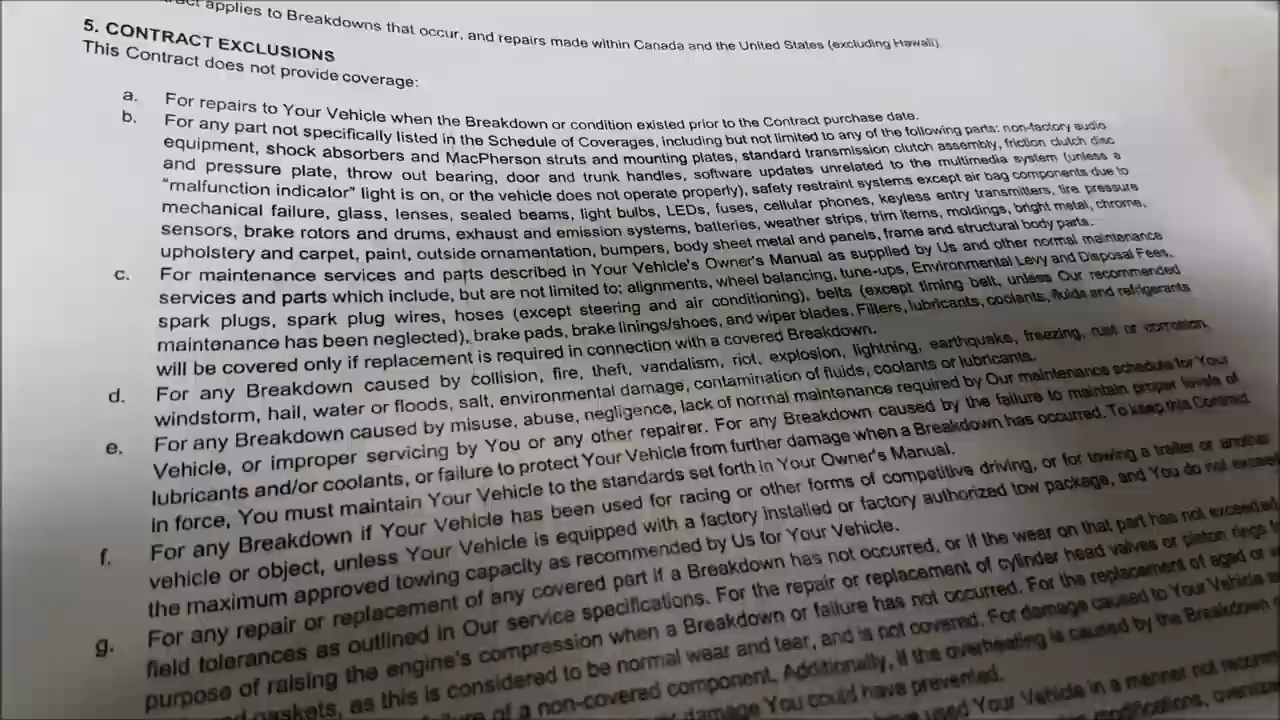 applies to Breakdowns that occur, and repairs made within Canada and the United States (excluding Hawaii)
5. CONTRACT EXCLUSIONS
This Contract does not provide coverage:
a. For repairs to Your Vehicle when the Breakdown or condition existed prior to the Contract purchase date.
b. For any part not specifically listed in the Schedule of Coverages, including but not limited to any of the following parts: non-factory audio
equipment, shock absorbers and MacPherson struts and mounting plates, standard transmission clutch assembly, friction clutch disc
and pressure plate, throw out bearing, door and trunk handles, software updates unrelated to the multimedia system (unless a
"malfunction indicator" light is on, or the vehicle does not operate properly), safety restraint systems except air bag components due to
mechanical failure, glass, lenses, sealed beams, light bulbs, LEDs, fuses, cellular phones, keyless entry transmitters, tire pressure
sensors, brake rotors and drums, exhaust and emission systems, batteries, weather strips, trim items, moldings, bright metal, chrome,
upholstery and carpet, paint, outside ornamentation, bumpers, body sheet metal and panels, frame and structural body parts.
c. For maintenance services and parts described in Your Vehicle's Owner's Manual as supplied by Us and other normal maintenance
services and parts which include, but are not limited to: alignments, wheel balancing, tune-ups, Environmental Levy and Disposal Fees,
spark plugs, spark plug wires, hoses (except steering and air conditioning), belts (except timing belt, unless Our recommended
maintenance has been neglected), brake pads, brake linings/shoes, and wiper blades. Filters, lubricants, coolants, fluids and refrigerants
will be covered only if replacement is required in connection with a covered Breakdown.
d. For any Breakdown caused by collision, fire, theft, vandalism, riot, explosion, lightning, earthquake, freezing, rust or corrosion,
windstorm, hail, water or floods, salt, environmental damage, contamination of fluids, coolants or lubricants.
e. For any Breakdown caused by misuse, abuse, negligence, lack of normal maintenance required by Our maintenance schedule for Your
Vehicle, or improper servicing by You or any other repairer. For any Breakdown caused by the failure to maintain proper levels of
lubricants and/or coolants, or failure to protect Your Vehicle from further damage when a Breakdown has occurred. To keep this Contract
in force, You must maintain Your Vehicle to the standards set forth in Your Owner's Manual.
f. For any Breakdown if Your Vehicle has been used for racing or other forms of competitive driving, or for towing a trailer or another
vehicle or object, unless Your Vehicle is equipped with a factory installed or factory authorized tow package, and You do not exceed
the maximum approved towing capacity as recommended by Us for Your Vehicle.
g. For any repair or replacement of any covered part if a Breakdown has not occurred, or if the wear on that part has not exceeded
field tolerances as outlined in Our service specifications. For the repair or replacement of cylinder head valves or piston rings
purpose of raising the engine's compression when a Breakdown or failure has not occurred. For the replacement of aged or
gaskets, as this is considered to be normal wear and tear, and is not covered. For damage caused to Your Vehicle
of a non-covered component. Additionally, if the overheating is caused by the Breakdown
damage You could have prevented.
used Your Vehicle in a manner not
modifications,